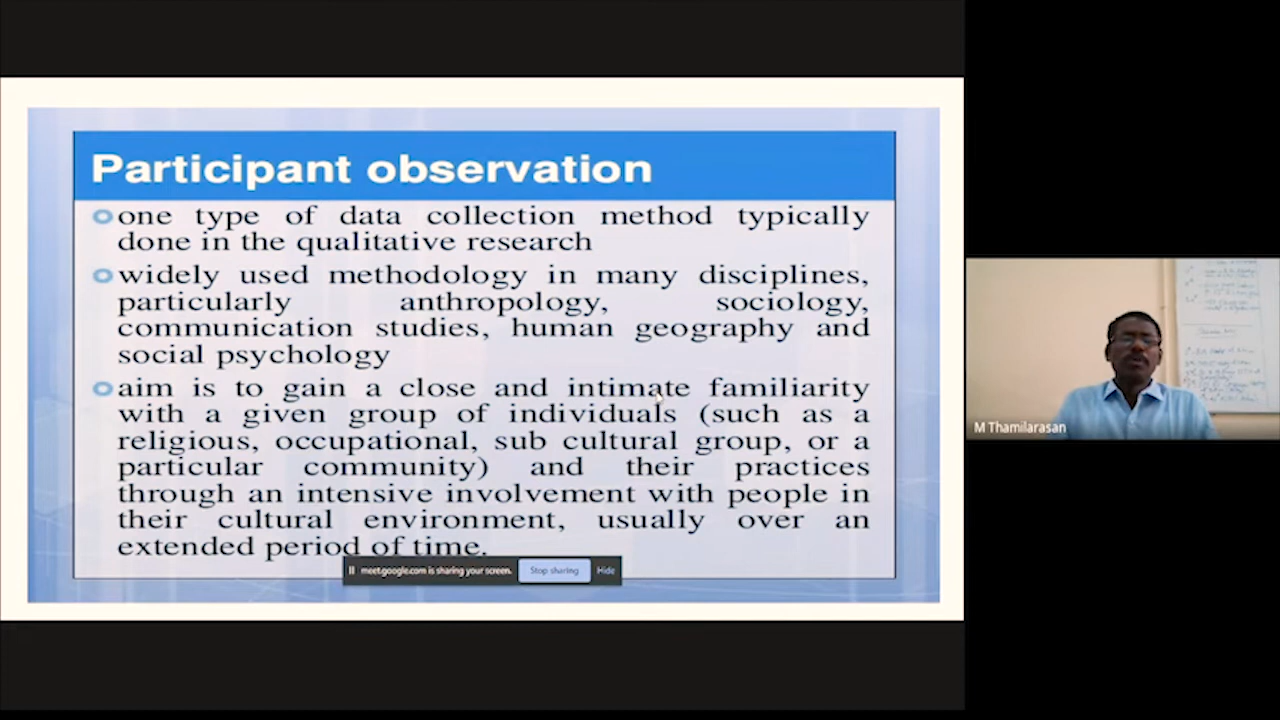 Participant observation
one type of data collection method typically
done in the qualitative research
widely used methodology in many disciplines,
particularly anthropology, sociology,
communication studies, human geography and
social psychology
aim is to gain a close and intimate familiarity
with a given group of individuals (such as a
religious, occupational, sub cultural group, or a
particular community) and their practices
through an intensive involvement with people in
their cultural environment, usually over an
extended period of time.
meet.google.com is sharing your screen. Stop sharing Hide
M Thamilarasan